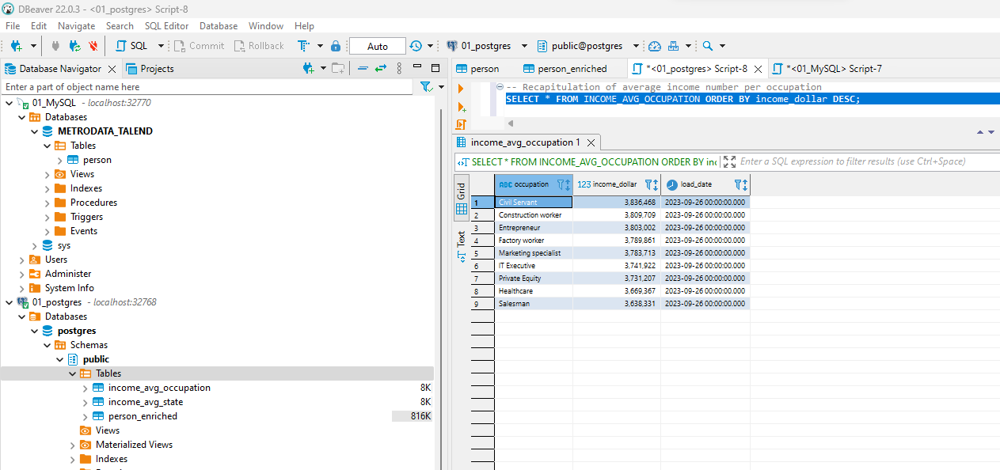 DBeaver 22.0.3 - <01_postgres> Script-8
File Edit Navigate Search SQL Editor Database Window Help
SQL Commit Rollback Auto 01_postgres public@postgres
Database Navigator Projects
Enter a part of object name here
01_MySQL - localhost:32770
Databases
METRODATA_TALEND
Tables
person
Views
Indexes
Procedures
Triggers
Events
sys
Users
Administer
System Info
01_postgres - localhost:32768
Databases
postgres
Schemas
public
Tables
income_avg_occupation 8K
income_avg_state 8K
person_enriched 816K
Views
Materialized Views
Indexes
person person_enriched *<01_postgres> Script-8 *<01_MySQL> Script-7
-- Recapitulation of average income number per occupation
SELECT * FROM INCOME_AVG_OCCUPATION ORDER BY income_dollar DESC;
income_avg_occupation 1
SELECT * FROM INCOME_AVG_OCCUPATION ORDER BY inc Enter a SQL expression to filter results (use Ctrl+Space)
Grid
Text
ABC occupation 123 income_dollar load_date
1 Civil Servant 3,836,468 2023-09-26 00:00:00.000
2 Construction worker 3,809,709 2023-09-26 00:00:00.000
3 Entrepreneur 3,803,002 2023-09-26 00:00:00.000
4 Factory worker 3,789,861 2023-09-26 00:00:00.000
5 Marketing specialist 3,783,713 2023-09-26 00:00:00.000
6 IT Executive 3,741,922 2023-09-26 00:00:00.000
7 Private Equity 3,731,207 2023-09-26 00:00:00.000
8 Healthcare 3,669,367 2023-09-26 00:00:00.000
9 Salesman 3,638,331 2023-09-26 00:00:00.000